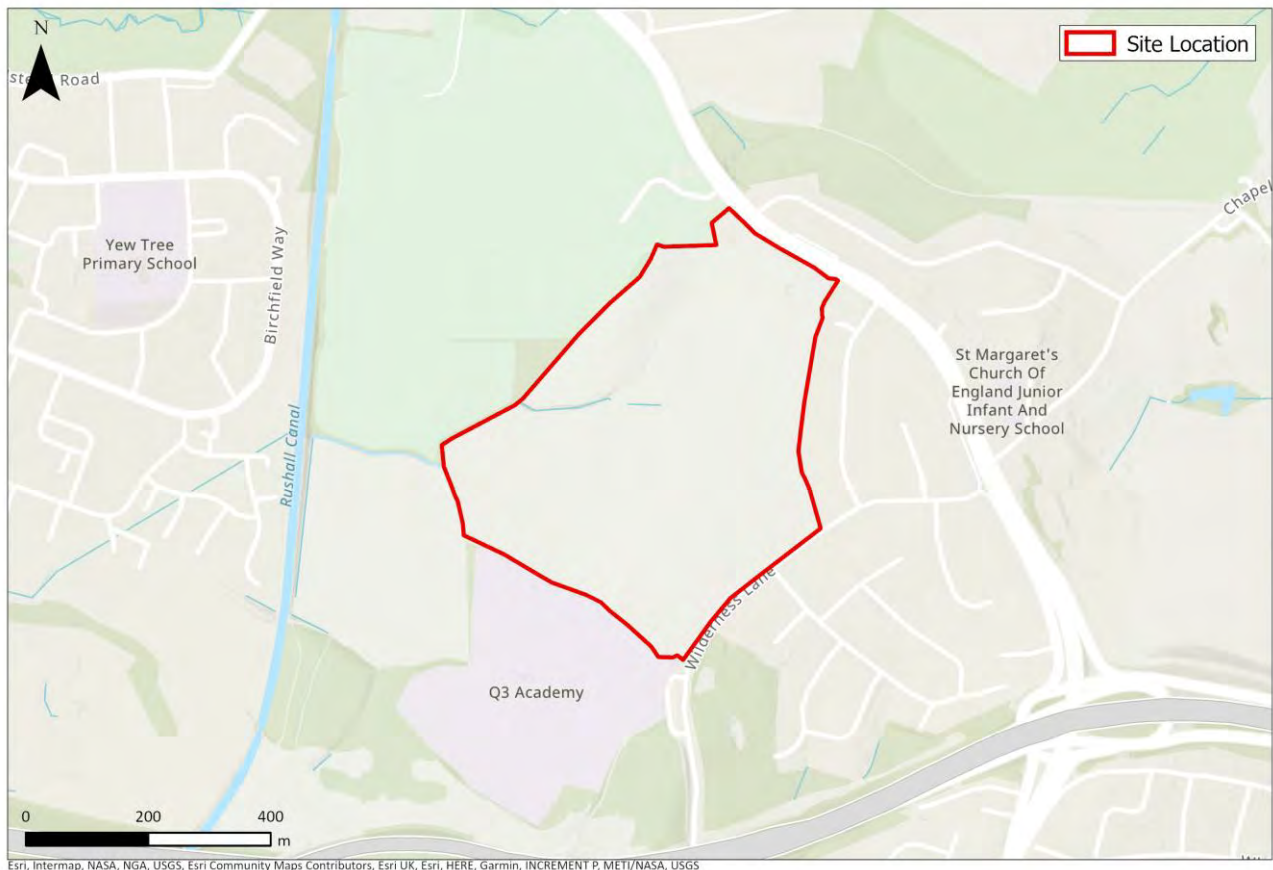 N
Site Location
Road
Chapel
Yew Tree
Primary School
Birchfield Way
St Margaret's
Church Of
England Junior
Infant And
Nursery School
Rushall Canal
Wilderness Lane
Q3 Academy
0
200
400
m
Esri, Intermap, NASA, NGA, USGS, Esri Community Maps Contributors, Esri UK, Esri, HERE, Garmin, INCREMENT P, METI/NASA, USGS